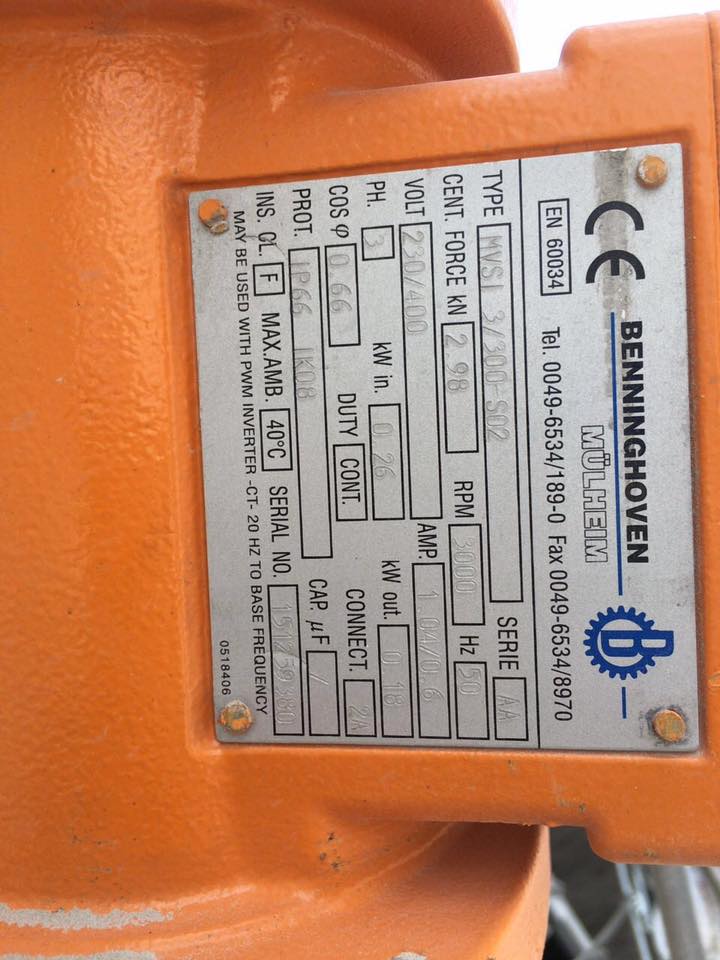 CE BENNINGHOVEN B
MÜLHEIM
EN 60034 Tel. 0049-6534/189-0 Fax 0049-6534/8970
TYPE MVSI 3/300-S02 SERIE AA
CENT. FORCE kN 2.98 RPM 3000 Hz 50
VOLT 230/400 AMP. 1.04/0.6
PH. 3 kW in. 0.26 kW out. 0.18
COS φ 0.66 DUTY CONT. CONNECT. 2A
PROT. IP66 IK08 CAP. µF /
INS. CL. F MAX.AMB. 40°C SERIAL NO.
MAY BE USED WITH PWM INVERTER -CT- 20 HZ TO BASE FREQUENCY
0518406